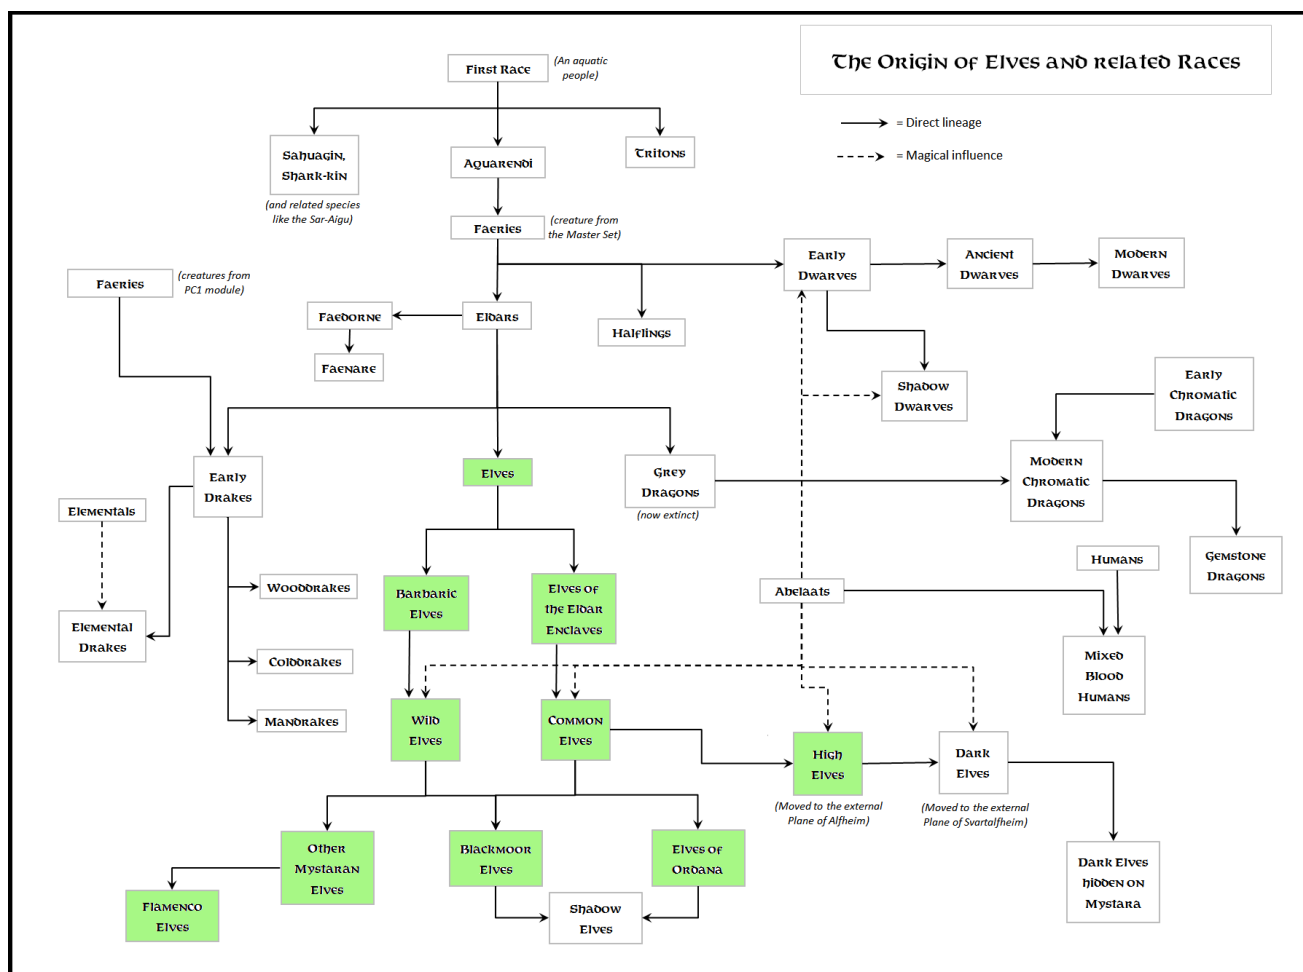 The Origin of Elves and related Races
= Direct lineage
= Magical influence
First Race
(An aquatic
people)
Sahuagin,
Shark-kin
(and related species
like the Sar-Aigu)
Aquarendi
Tritons
Faeries
(creature from
the Master Set)
Faeries
(creatures from
PC1 module)
Early
Dwarves
Ancient
Dwarves
Modern
Dwarves
Faedorne
Eldars
Halflings
Faenare
Shadow
Dwarves
Early
Chromatic
Dragons
Early
Drakes
Elves
Grey
Dragons
(now extinct)
Modern
Chromatic
Dragons
Elementals
Gemstone
Dragons
Humans
Wooddrakes
Barbaric
Elves
Elves of
the Eldar
Enclaves
Abelaats
Elemental
Drakes
Colddrakes
Mixed
Blood
Humans
Mandrakes
Wild
Elves
Common
Elves
High
Elves
(Moved to the external
Plane of Alfheim)
Dark
Elves
(Moved to the external
Plane of Svartalfheim)
Other
Mystaran
Elves
Blackmoor
Elves
Elves of
Ordana
Dark Elves
hidden on
Mystara
Flamenco
Elves
Shadow
Elves